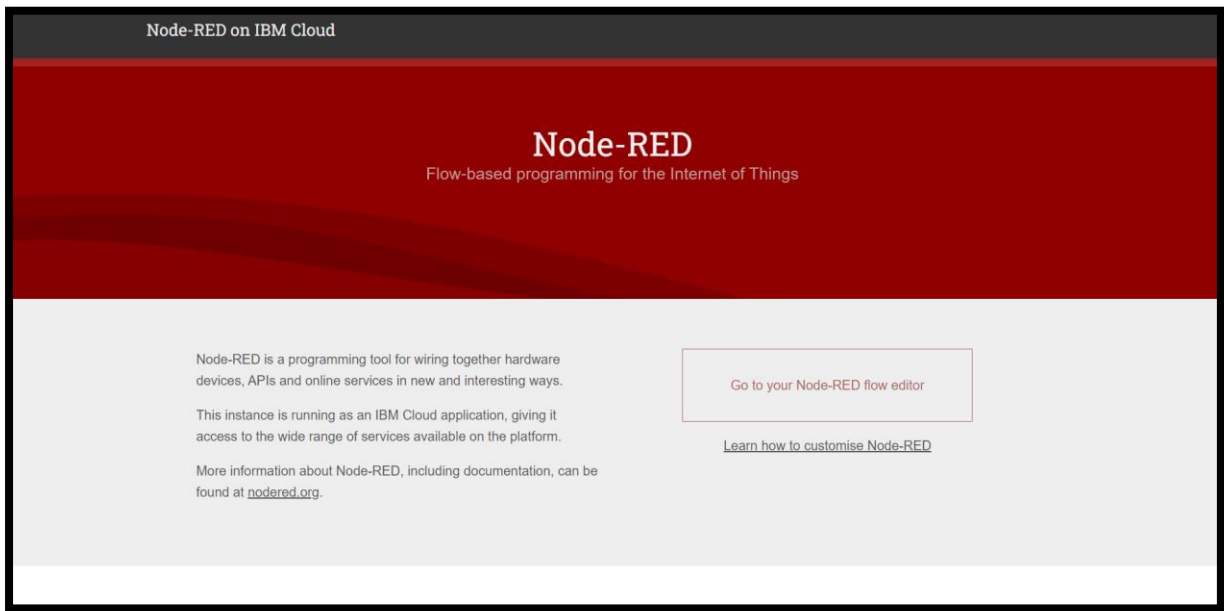 Node-RED on IBM Cloud
Node-RED
Flow-based programming for the Internet of Things
Node-RED is a programming tool for wiring together hardware
devices, APIs and online services in new and interesting ways.
This instance is running as an IBM Cloud application, giving it
access to the wide range of services available on the platform.
More information about Node-RED, including documentation, can be
found at nodered.org.
Go to your Node-RED flow editor
Learn how to customise Node-RED